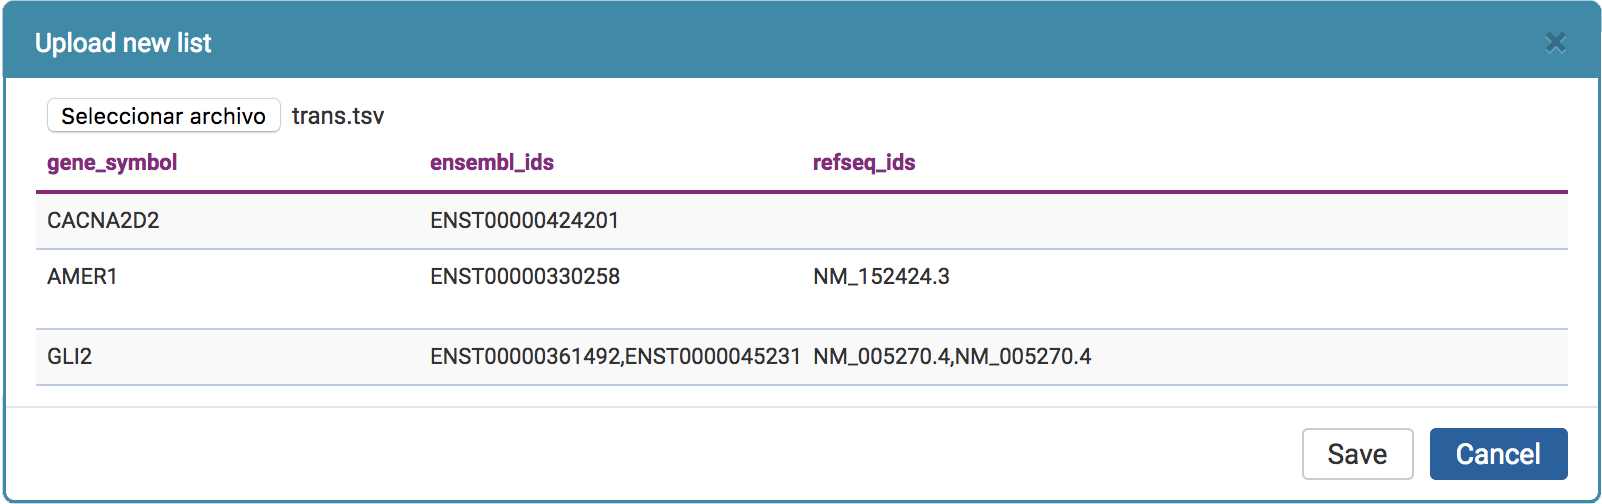 Upload new list
Seleccionar archivo trans.tsv
gene_symbol ensembl_ids refseq_ids
CACNA2D2 ENST00000424201
AMER1 ENST00000330258 NM_152424.3
GLI2 ENST00000361492,ENST0000045231 NM_005270.4,NM_005270.4
Save Cancel